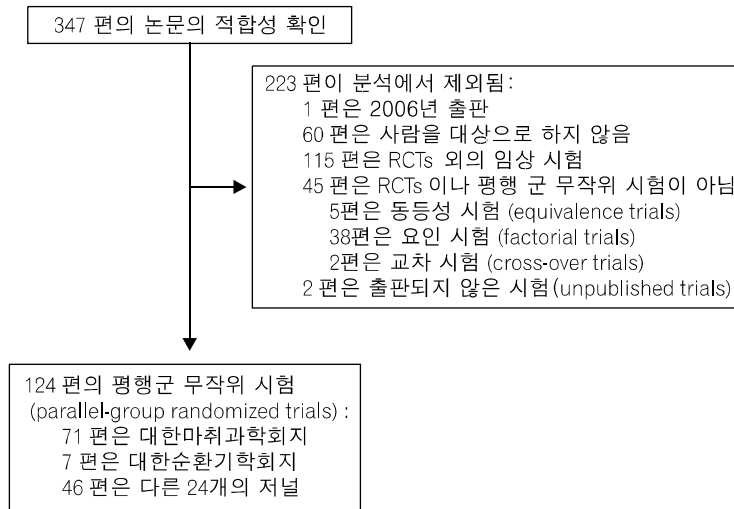 347 편의 논문의 적합성 확인
223 편이 분석에서 제외됨:
1 편은 2006년 출판
60 편은 사람을 대상으로 하지 않음
115 편은 RCTs 외의 임상 시험
45 편은 RCTs 이나 평행 군 무작위 시험이 아님
5편은 동등성 시험 (equivalence trials)
38편은 요인 시험 (factorial trials)
2편은 교차 시험 (cross-over trials)
2 편은 출판되지 않은 시험(unpublished trials)
124 편의 평행군 무작위 시험
(parallel-group randomized trials) :
71 편은 대한마취과학회지
7 편은 대한순환기학회지
46 편은 다른 24개의 저널